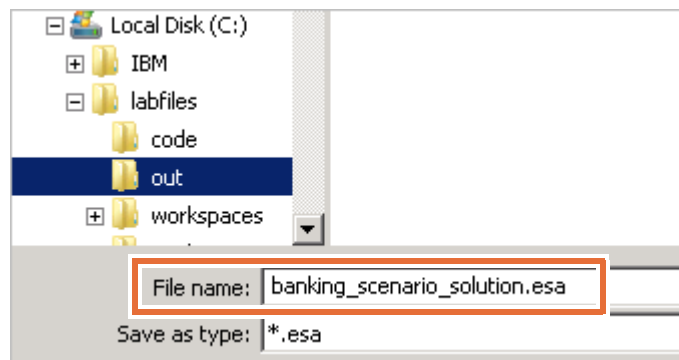 Local Disk (C:)
IBM
labfiles
code
out
workspaces
File name: banking_scenario_solution.esa
Save as type: *.esa